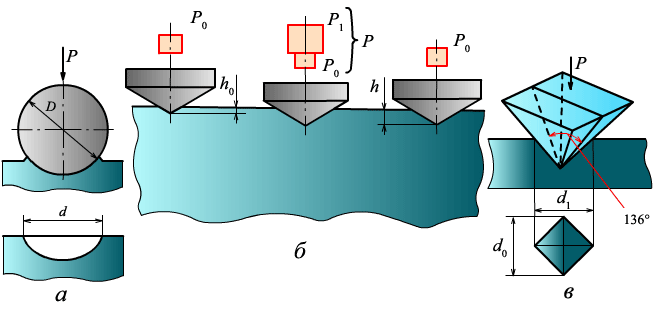 P
D
d
а
P₀
h₀
P₁
P₀
P
P₀
h
б
P
136°
d₁
d₀
в